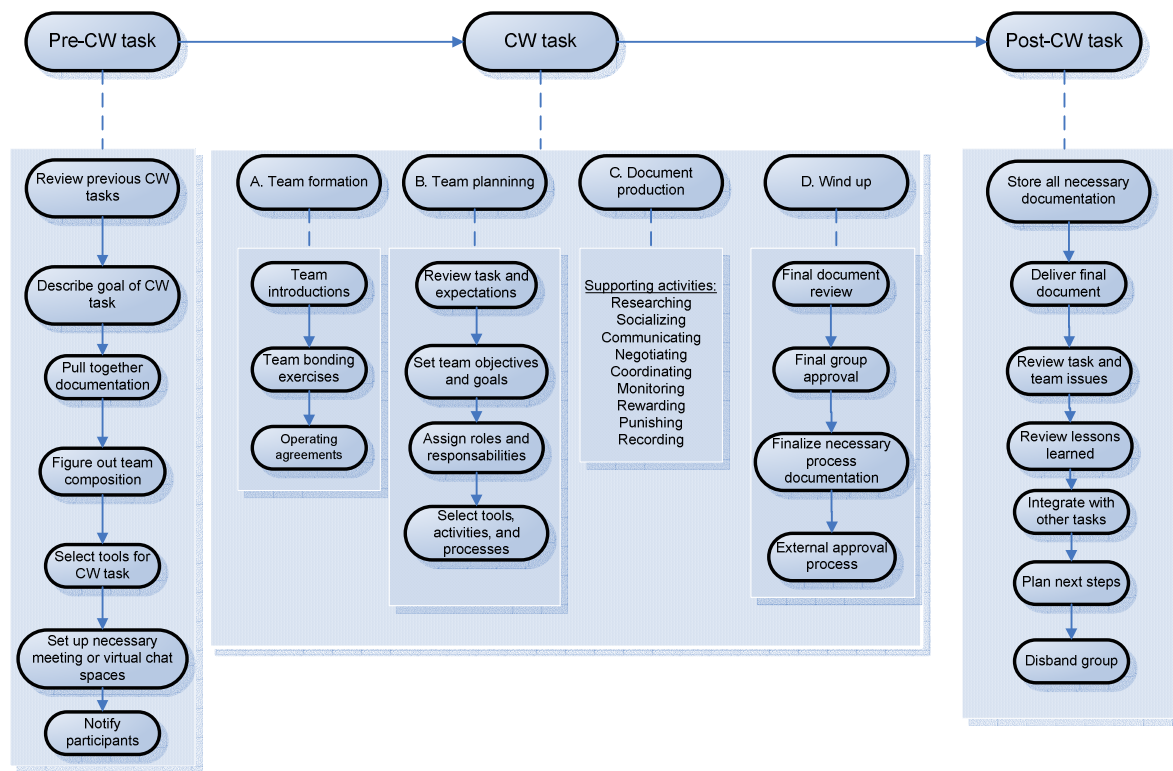 Pre-CW task
CW task
Post-CW task
Review previous CW
tasks
Describe goal of CW
task
Pull together
documentation
Figure out team
composition
Select tools for
CW task
Set up necessary
meeting or virtual chat
spaces
Notify
participants
A. Team formation
Team
introductions
Team bonding
exercises
Operating
agreements
B. Team planninng
Review task and
expectations
Set team objectives
and goals
Assign roles and
responsabilities
Select tools,
activities, and
processes
C. Document
production
Supporting activities:
Researching
Socializing
Communicating
Negotiating
Coordinating
Monitoring
Rewarding
Punishing
Recording
D. Wind up
Final document
review
Final group
approval
Finalize necessary
process
documentation
External approval
process
Store all necessary
documentation
Deliver final
document
Review task and
team issues
Review lessons
learned
Integrate with
other tasks
Plan next steps
Disband group